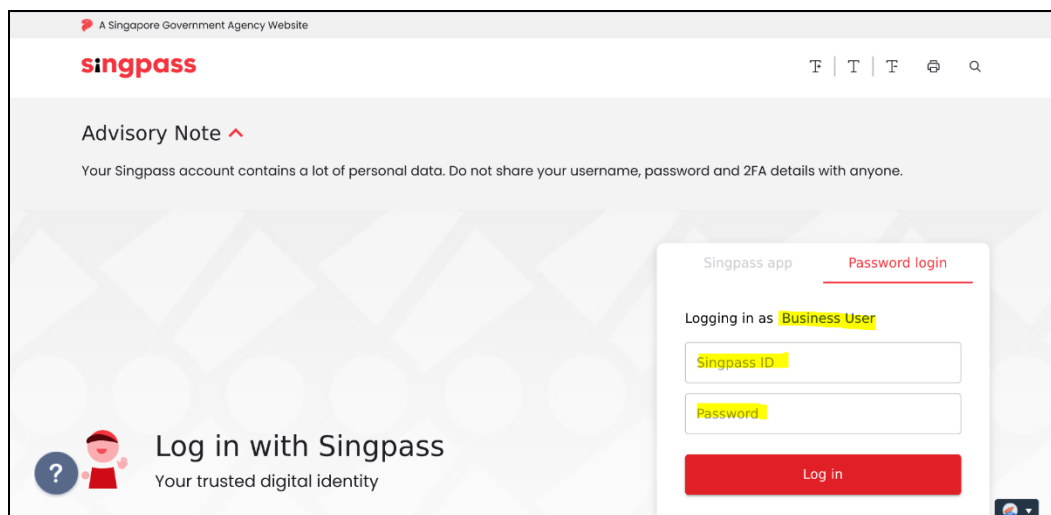 A Singapore Government Agency Website
singpass
T | T | T
Advisory Note
Your Singpass account contains a lot of personal data. Do not share your username, password and 2FA details with anyone.
Singpass app Password login
Logging in as Business User
Singpass ID
Password
Log in with Singpass
Your trusted digital identity
?
Log in